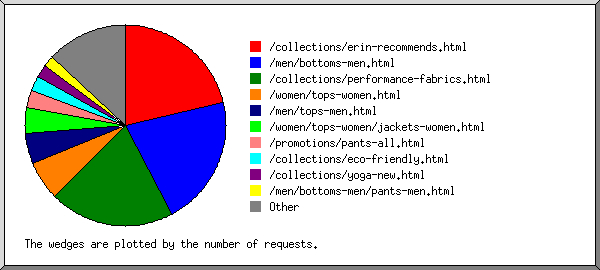 /collections/erin-recommends.html
/men/bottoms-men.html
/collections/performance-fabrics.html
/women/tops-women.html
/men/tops-men.html
/women/tops-women/jackets-women.html
/promotions/pants-all.html
/collections/eco-friendly.html
/collections/yoga-new.html
/men/bottoms-men/pants-men.html
Other
The wedges are plotted by the number of requests.